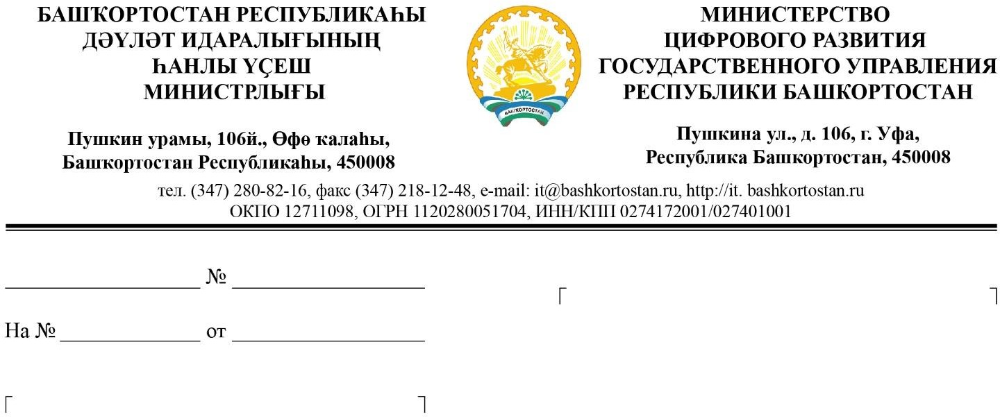 БАШҠОРТОСТАН РЕСПУБЛИКАҺЫ
ДӘҮЛӘТ ИДАРАЛЫҒЫНЫҢ
ҺАНЛЫ ҮҪЕШ
МИНИСТРЛЫҒЫ
Пушкин урамы, 106й., Өфө ҡалаһы,
Башҡортостан Республикаһы, 450008
БАШҠОРТОСТАН
МИНИСТЕРСТВО
ЦИФРОВОГО РАЗВИТИЯ
ГОСУДАРСТВЕННОГО УПРАВЛЕНИЯ
РЕСПУБЛИКИ БАШКОРТОСТАН
Пушкина ул., д. 106, г. Уфа,
Республика Башкортостан, 450008
тел. (347) 280-82-16, факс (347) 218-12-48, e-mail: it@bashkortostan.ru, http://it. bashkortostan.ru
ОКПО 12711098, ОГРН 1120280051704, ИНН/КПП 0274172001/027401001
№
На № от